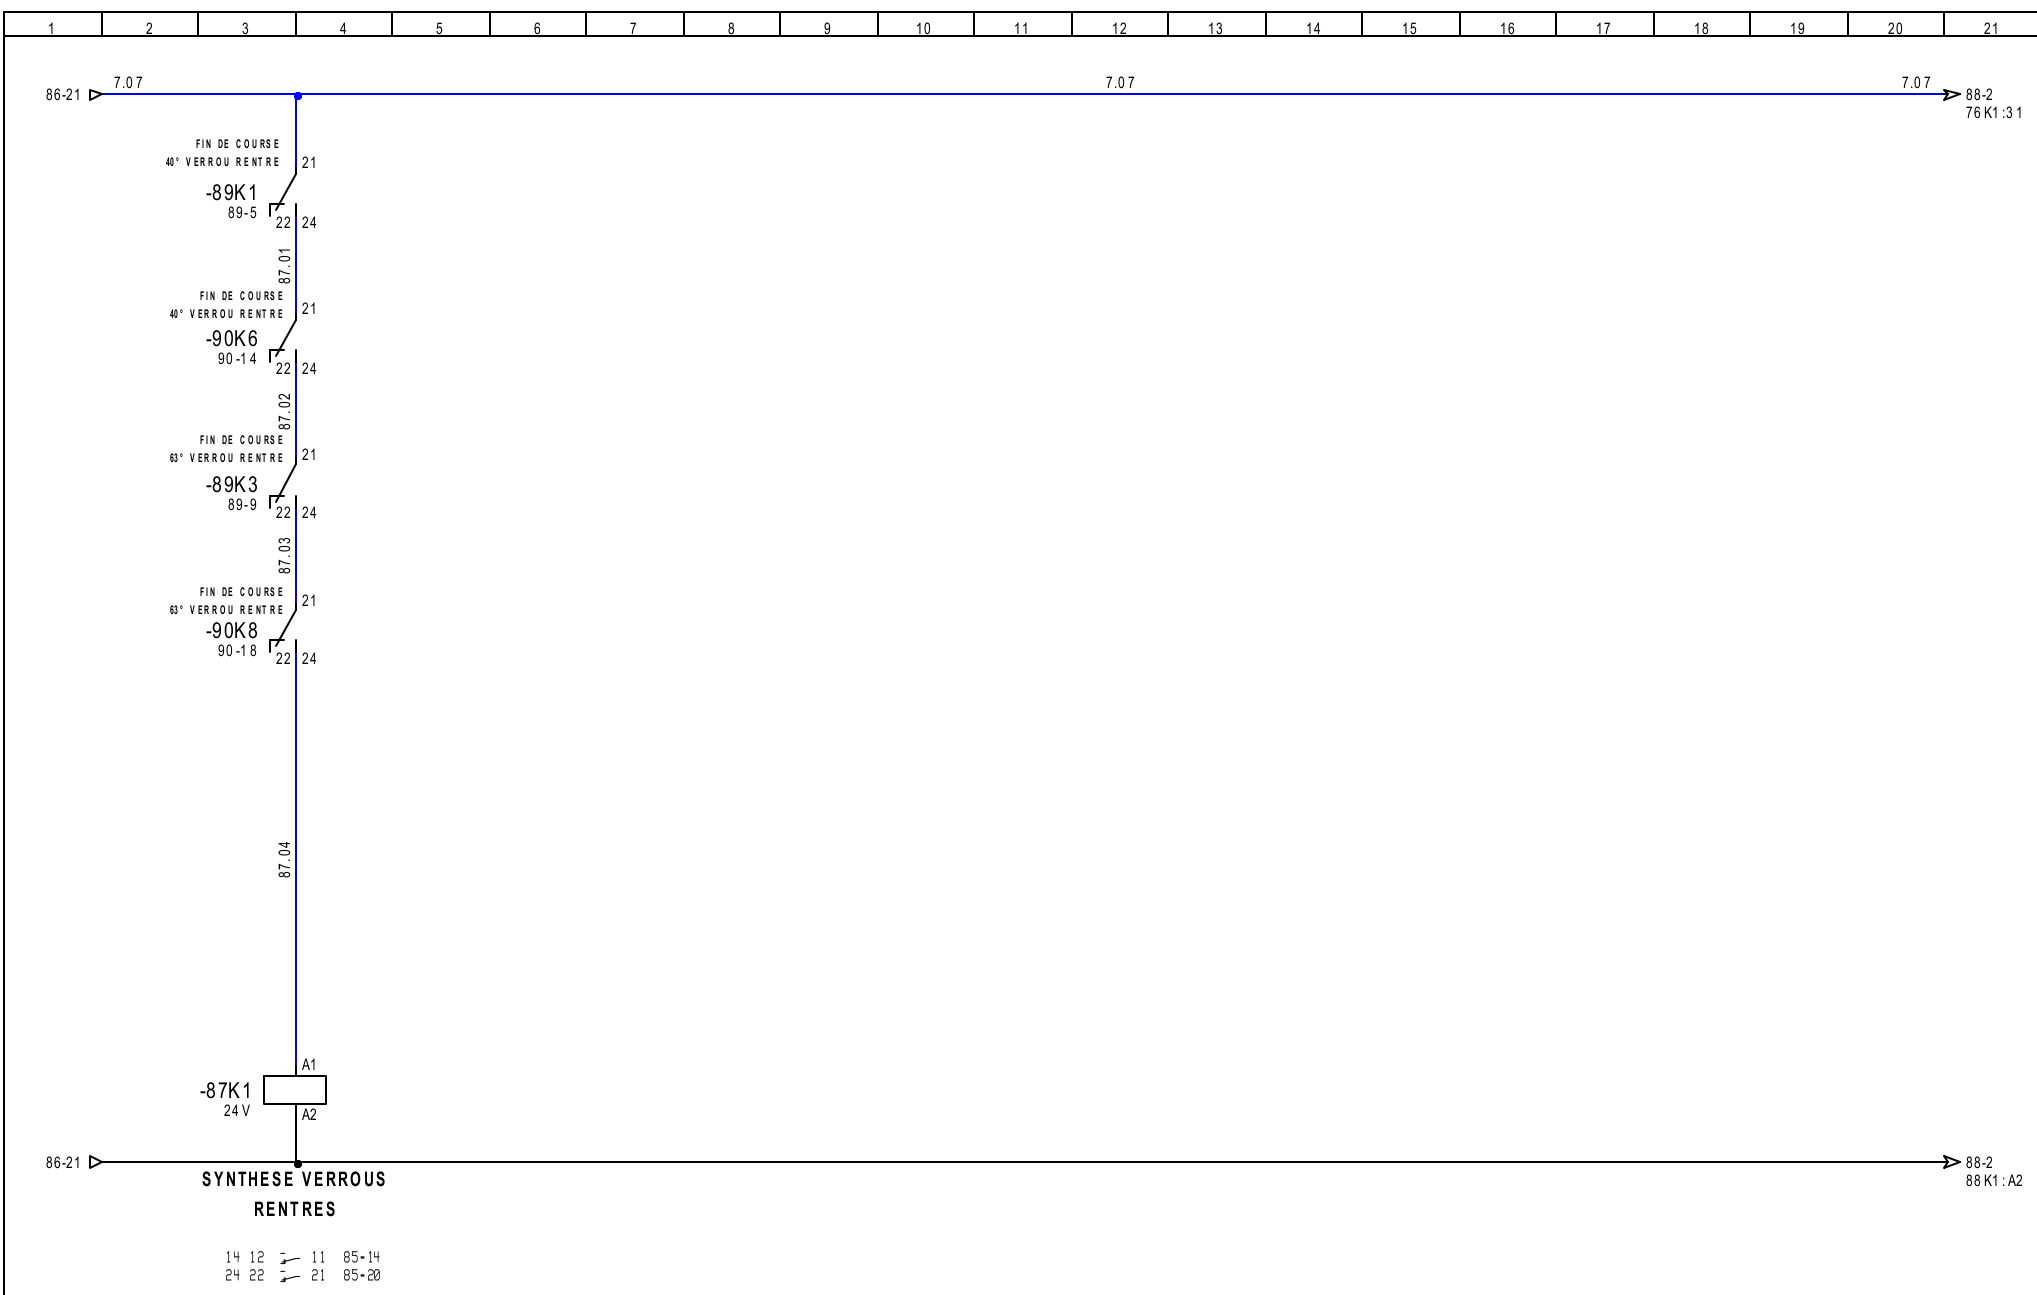 1 2 3 4 5 6 7 8 9 10 11 12 13 14 15 16 17 18 19 20 21
7.07 7.07 7.07
86-21 88-2
76K1:31
FIN DE COURSE
40° VERROU RENTRE 21
-89K1
89-5
22 24
87.01
FIN DE COURSE
40° VERROU RENTRE 21
-90K6
90-14
22 24
87.02
FIN DE COURSE
63° VERROU RENTRE 21
-89K3
89-9
22 24
87.03
FIN DE COURSE
63° VERROU RENTRE 21
-90K8
90-18
22 24
87.04
A1
-87K1
24V
A2
86-21 88-2
88K1:A2
SYNTHESE VERROUS
RENTRES
14 12 11 85-14
24 22 21 85-20